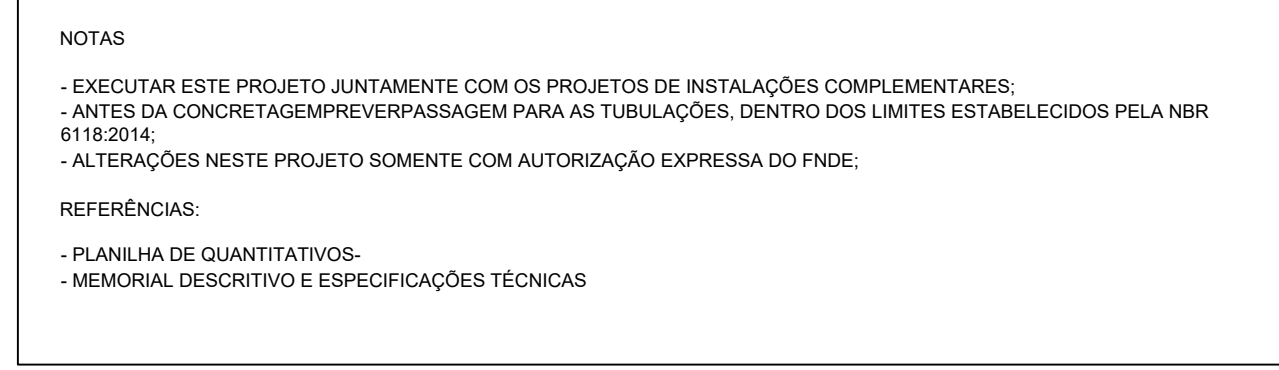 NOTAS
- EXECUTAR ESTE PROJETO JUNTAMENTE COM OS PROJETOS DE INSTALAÇÕES COMPLEMENTARES;
- ANTES DA CONCRETAGEMPREVERPASSAGEM PARA AS TUBULAÇÕES, DENTRO DOS LIMITES ESTABELECIDOS PELA NBR
6118:2014;
- ALTERAÇÕES NESTE PROJETO SOMENTE COM AUTORIZAÇÃO EXPRESSA DO FNDE;
REFERÊNCIAS:
- PLANILHA DE QUANTITATIVOS-
- MEMORIAL DESCRITIVO E ESPECIFICAÇÕES TÉCNICAS